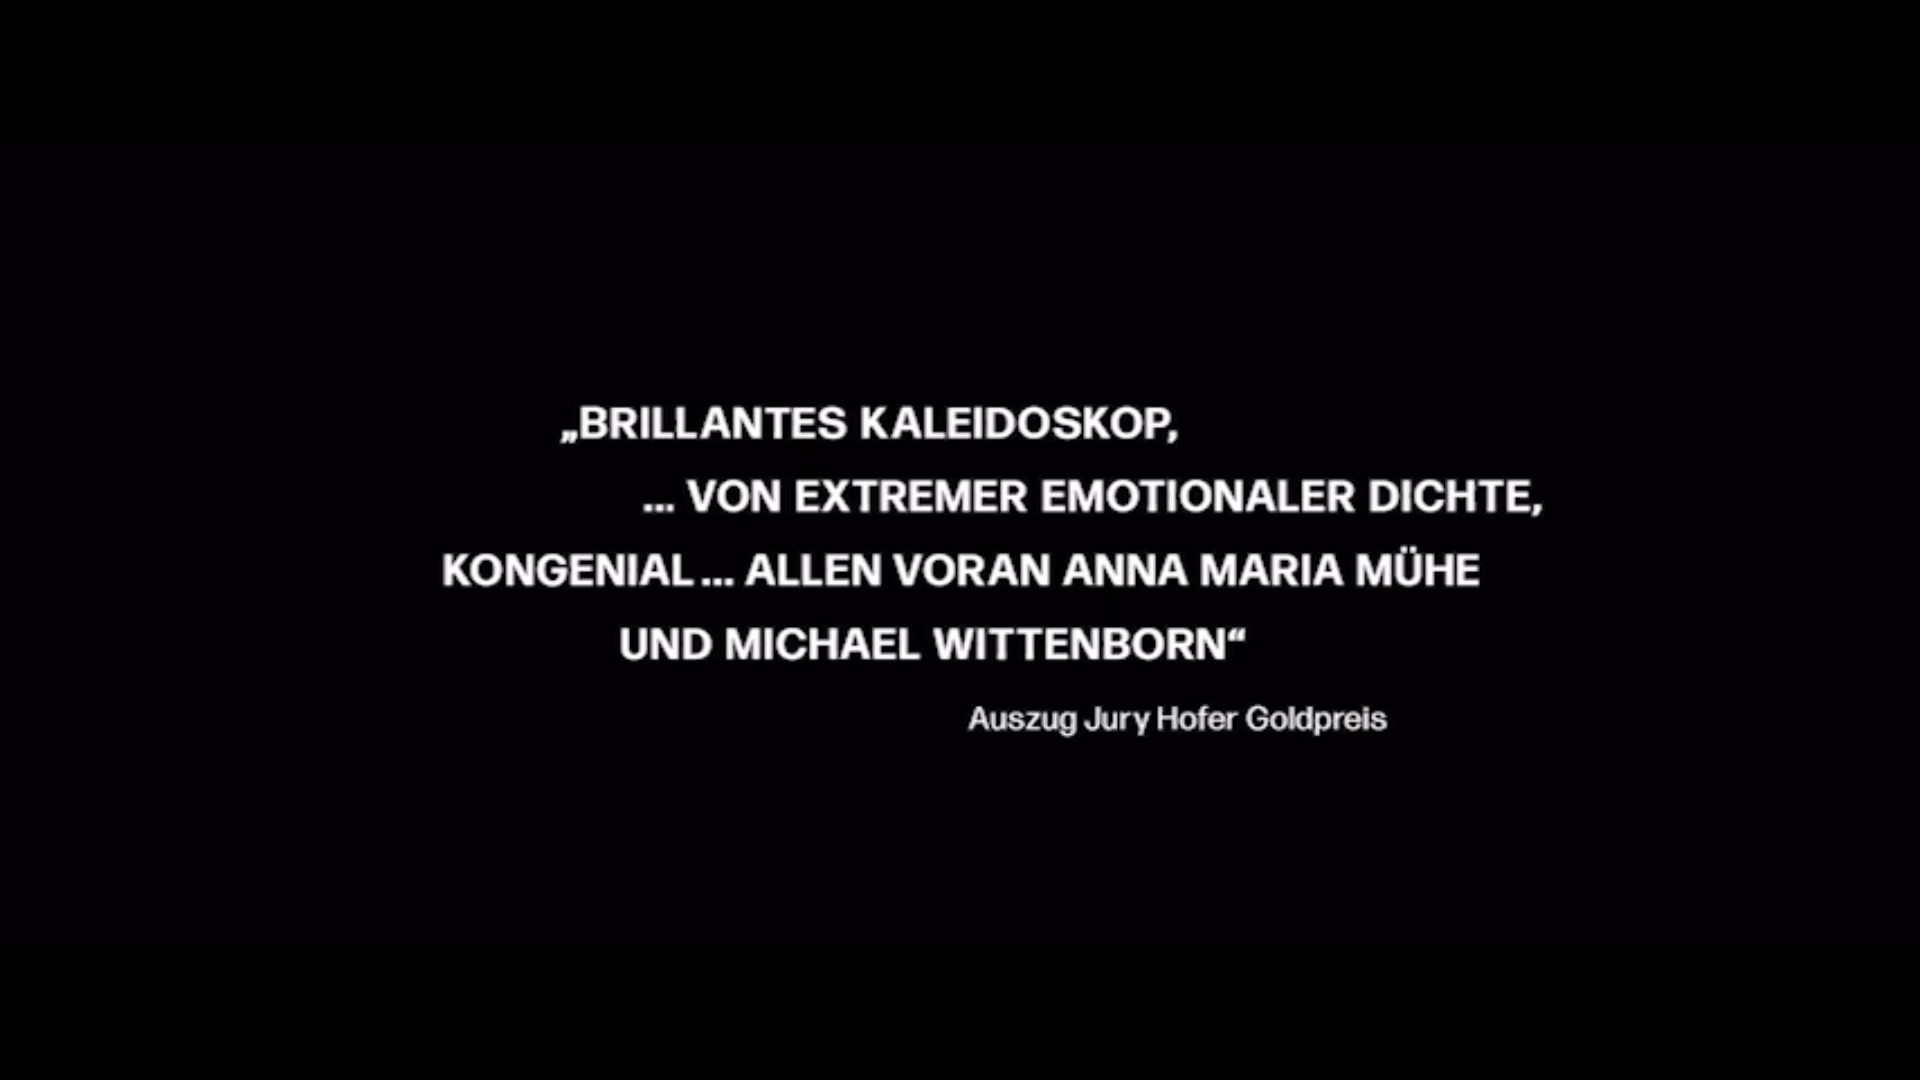 „BRILLANTES KALEIDOSKOP,
... VON EXTREMER EMOTIONALER DICHTE,
KONGENIAL ... ALLEN VORAN ANNA MARIA MÜHE
UND MICHAEL WITTENBORN“
Auszug Jury Hofer Goldpreis